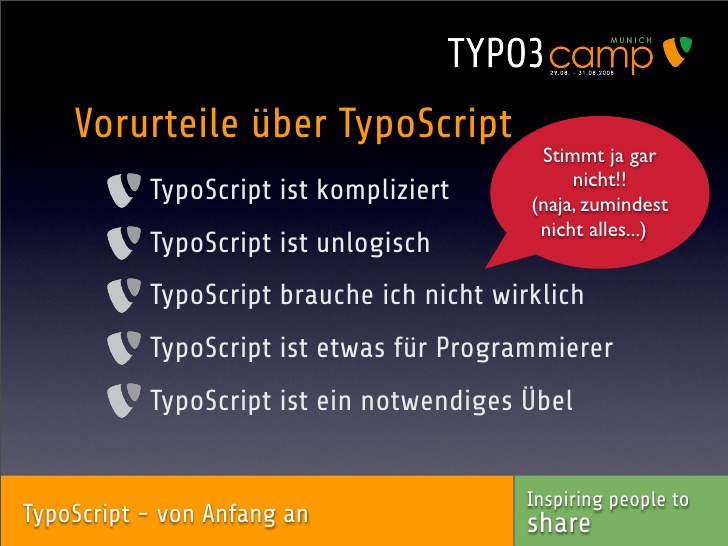 TYPO3camp MUNICH
29.08. - 31.08.2008
Vorurteile über TypoScript
Stimmt ja gar
nicht!!
(naja, zumindest
nicht alles...)
TypoScript ist kompliziert
TypoScript ist unlogisch
TypoScript brauche ich nicht wirklich
TypoScript ist etwas für Programmierer
TypoScript ist ein notwendiges Übel
TypoScript - von Anfang an
Inspiring people to
share